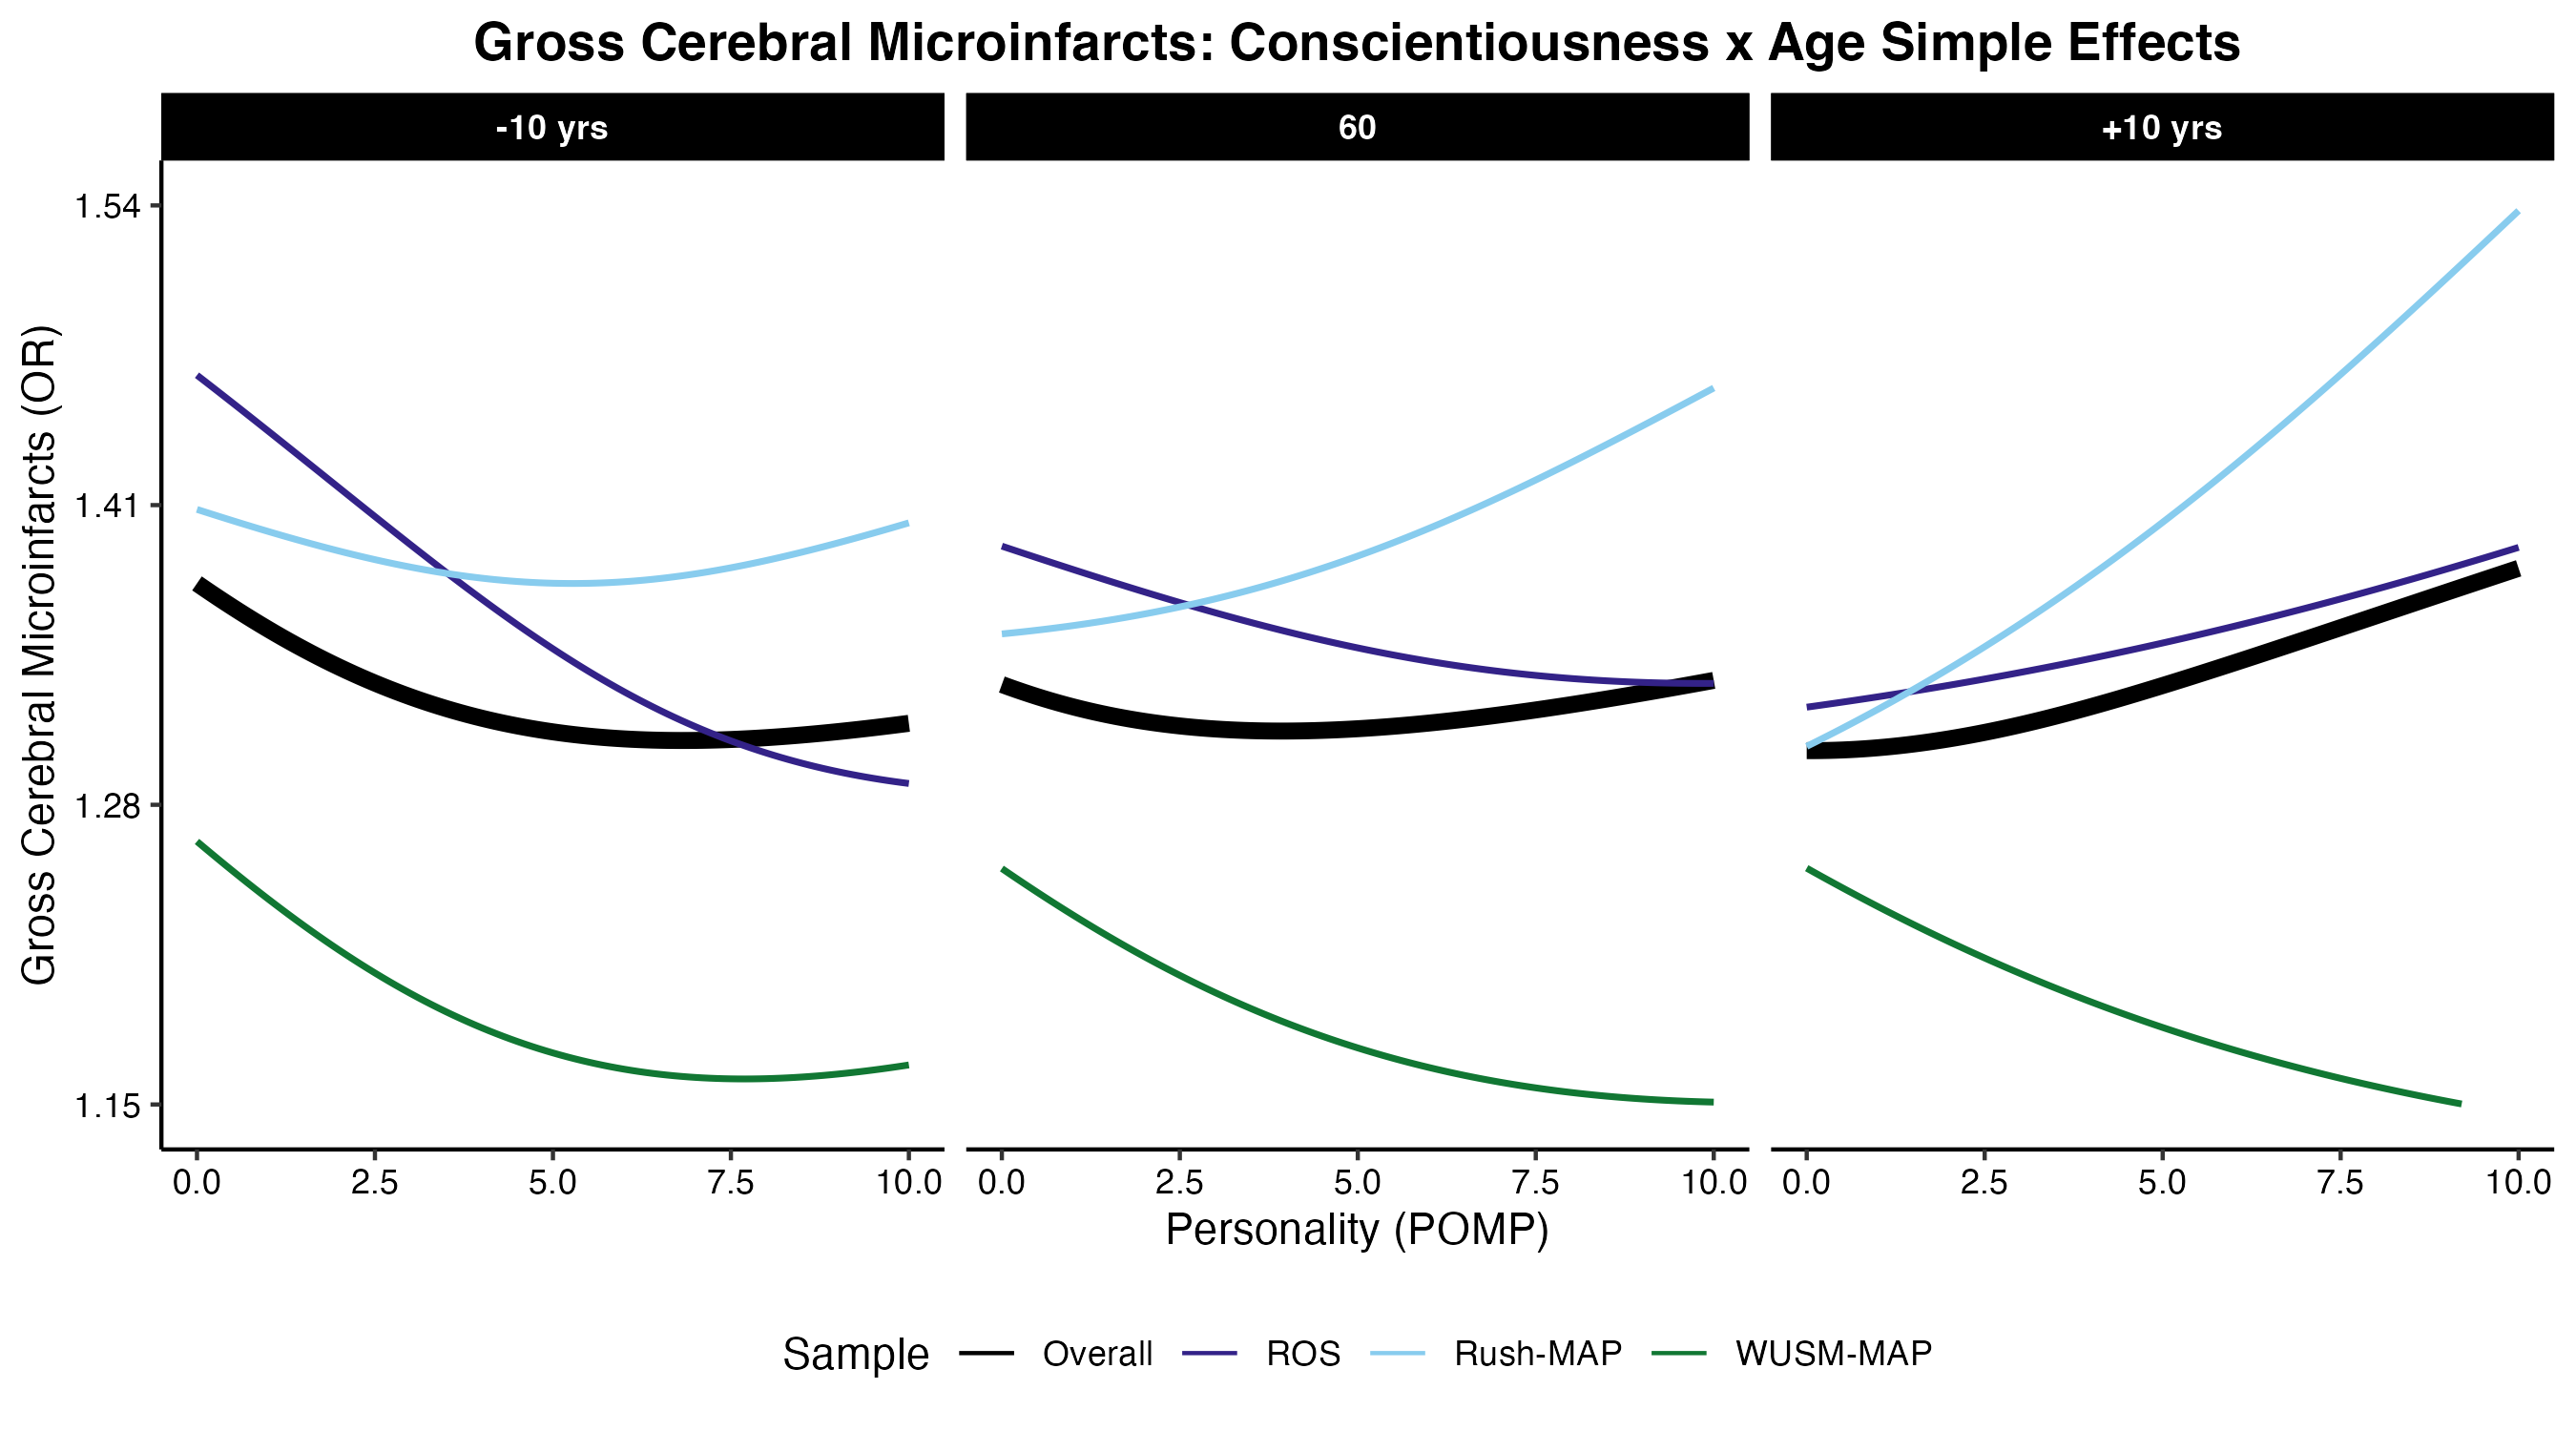 Gross Cerebral Microinfarcts: Conscientiousness x Age Simple Effects
-10 yrs 60 +10 yrs
Gross Cerebral Microinfarcts (OR)
1.54
1.41
1.28
1.15
0.0 2.5 5.0 7.5 10.0 0.0 2.5 5.0 7.5 10.0 0.0 2.5 5.0 7.5 10.0
Personality (POMP)
Sample Overall ROS Rush-MAP WUSM-MAP